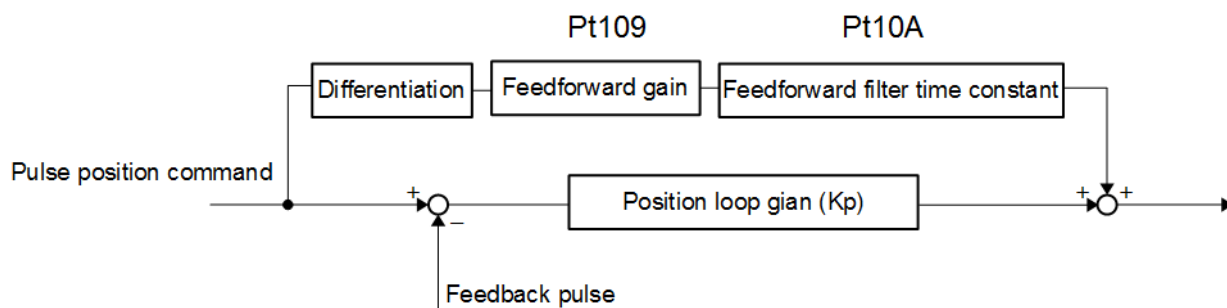 Pt109
Pt10A
Differentiation
Feedforward gain
Feedforward filter time constant
Pulse position command
+
−
Position loop gian (Kp)
+
+
Feedback pulse